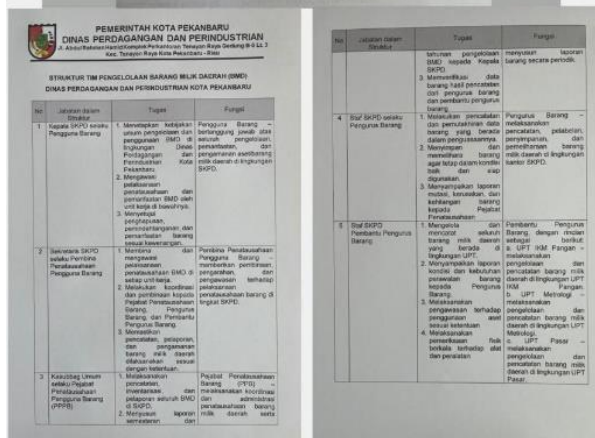 PEMERINTAH KOTA PEKANBARU
DINAS PERDAGANGAN DAN PERINDUSTRIAN
Kec. Tenayan Raya Kota Pekanbaru - Riau
STRUKTUR TIM PENGELOLAAN BARANG MILIK DAERAH (BMD)
DINAS PERDAGANGAN DAN PERINDUSTRIAN KOTA PEKANBARU
No Jabatan dalam Struktur Tugas Fungsi
1 Kepala SKPD selaku Pengguna Barang
1. Menetapkan kebijakan
umum pengelolaan dan
penggunaan BMD di
lingkungan Dinas
Perdagangan dan
Perindustrian Kota
Pekanbaru.
2. Mengawasi
pelaksanaan
penatausahaan dan
pemanfaatan BMD oleh
unit kerja di bawahnya.
3. Menyetujui
penghapusan,
pemindahtanganan, dan
pemanfaatan barang
sesuai kewenangan.
Pengguna Barang –
bertanggung jawab atas
seluruh pengelolaan,
pemanfaatan, dan
pengamanan aset/barang
milik daerah di lingkungan
SKPD.
2 Sekretaris SKPD
selaku Pembina
Penatausahaan
Pengguna Barang
1. Membina dan
mengawasi
pelaksanaan
penatausahaan BMD di
setiap unit kerja.
2. Melakukan koordinasi
dan pembinaan kepada
Pejabat Penatausahaan
Barang, Pengurus
Barang, dan Pembantu
Pengurus Barang.
3. Memastikan
pencatatan, pelaporan,
dan pengamanan
barang milik daerah
dilaksanakan sesuai
dengan ketentuan.
Pembina Penatausahaan
Pengguna Barang –
memberikan pembinaan,
pengarahan, dan
pengawasan terhadap
pelaksanaan
penatausahaan barang di
tingkat SKPD.
3 Kasubbag Umum
selaku Pejabat
Penatausahaan
Pengguna Barang
(PPPB)
1. Melaksanakan
pencatatan,
inventarisasi dan
pelaporan seluruh BMD
di SKPD.
2. Menyusun laporan
semesteran dan
Pejabat Penatausahaan
Barang (PPB) –
melaksanakan koordinasi
dan administrasi
penatausahaan barang
milik daerah serta
No Jabatan dalam Struktur Tugas Fungsi
tahunan pengelolaan
BMD kepada Kepala
SKPD.
3. Memverifikasi data
barang hasil pencatatan
dari pengurus barang
dan pembantu pengurus
barang.
menyusun laporan
barang secara periodik.
4 Staf SKPD selaku
Pengurus Barang
1. Melakukan pencatatan
dan pemutakhiran data
barang yang berada
dalam penguasaannya.
2. Menyimpan dan
memelihara barang
agar tetap dalam kondisi
baik dan siap
digunakan.
3. Menyampaikan laporan
mutasi, kerusakan, dan
kehilangan barang
kepada Pejabat
Penatausahaan
Pengurus Barang –
melaksanakan
pencatatan, pelabelan,
penyimpanan, dan
pemeliharaan barang
milik daerah di lingkungan
kantor SKPD.
5 Staf SKPD
Pembantu Pengurus
Barang
1. Mengelola dan
mencatat seluruh
barang milik daerah
yang berada di
lingkungan UPT.
2. Menyampaikan laporan
kondisi dan kebutuhan
perawatan barang
kepada Pengurus
Barang.
3. Melaksanakan
pengawasan terhadap
penggunaan aset
sesuai ketentuan
4. Melaksanakan
pemeriksaan fisik
berkala terhadap alat
dan peralatan
Pembantu Pengurus
Barang, dengan rincian
sebagai berikut:
a. UPT IKM Pangan –
melaksanakan
pengelolaan dan
pencatatan barang milik
daerah di lingkungan UPT
IKM Pangan.
b. UPT Metrologi –
melaksanakan
pengelolaan dan
pencatatan barang milik
daerah di lingkungan UPT
Metrologi.
c. UPT Pasar –
melaksanakan
pengelolaan dan
pencatatan barang milik
daerah di lingkungan UPT
Pasar.